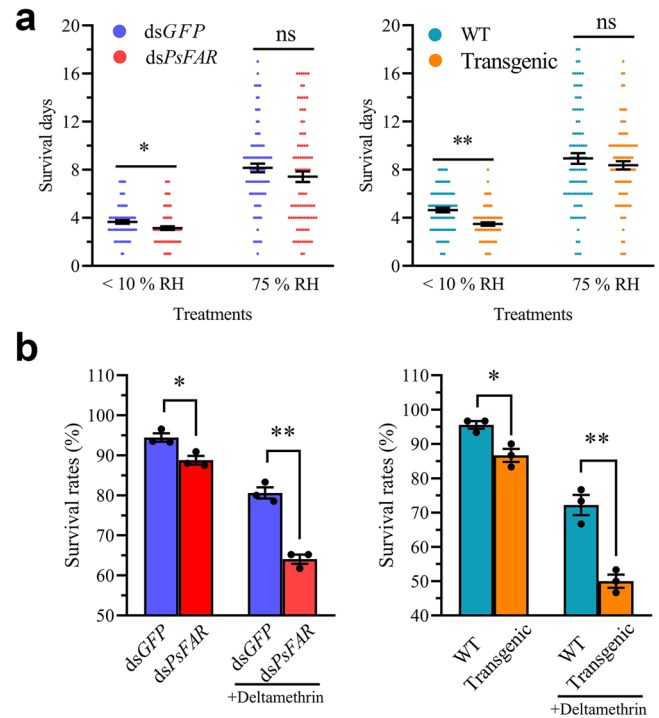 a
dsGFP
dsPsFAR
ns
*
Survival days
20
16
12
8
4
0
< 10 % RH
75 % RH
Treatments
WT
Transgenic
ns
**
Survival days
20
16
12
8
4
0
< 10 % RH
75 % RH
Treatments
b
*
**
Survival rates (%)
110
100
90
80
70
60
50
dsGFP
dsPsFAR
dsGFP
dsPsFAR
+Deltamethrin
*
**
Survival rates (%)
110
100
90
80
70
60
50
40
WT
Transgenic
WT
Transgenic
+Deltamethrin